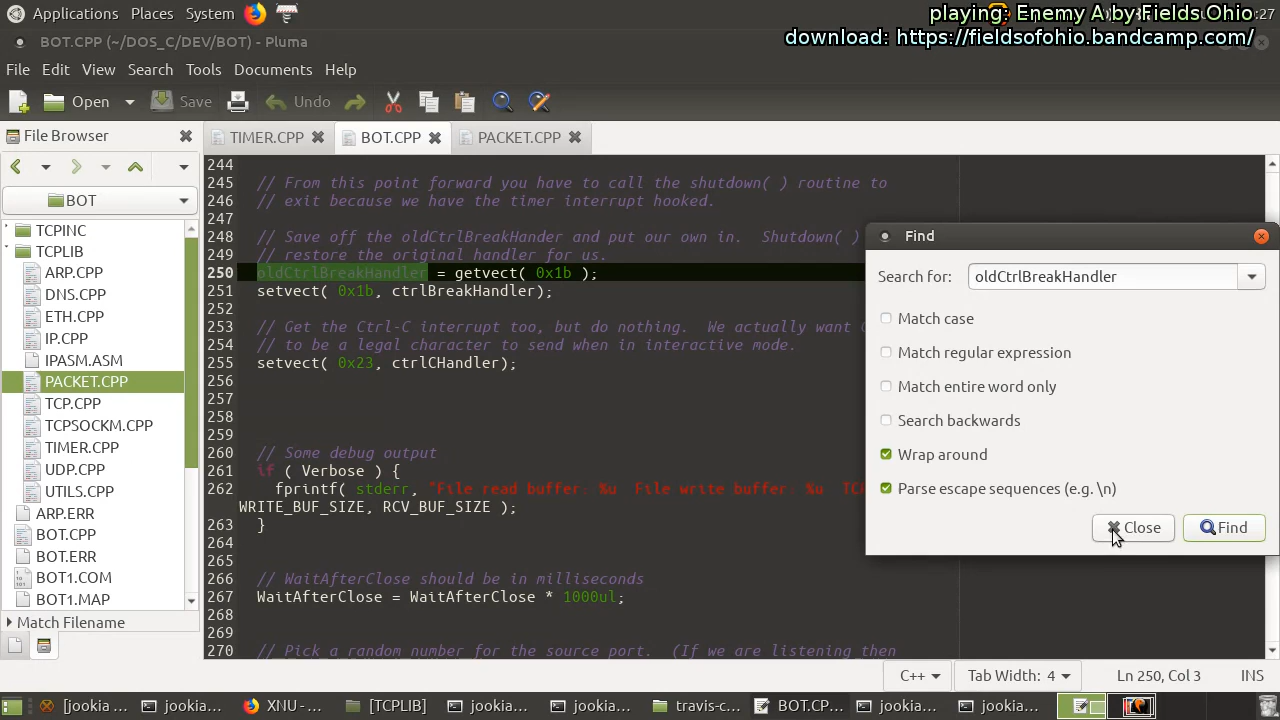 Applications Places System
playing: Enemy A by Fields Ohio
:27
download: https://fieldsofohio.bandcamp.com/
BOT.CPP (~/DOS_C/DEV/BOT) - Pluma
File Edit View Search Tools Documents Help
Open Save Undo
File Browser
TIMER.CPP BOT.CPP PACKET.CPP
BOT
TCPINC
TCPLIB
ARP.CPP
DNS.CPP
ETH.CPP
IP.CPP
IPASM.ASM
PACKET.CPP
TCP.CPP
TCPSOCKM.CPP
TIMER.CPP
UDP.CPP
UTILS.CPP
ARP.ERR
BOT.CPP
BOT.ERR
BOT1.COM
BOT1.MAP
Match Filename
244
245 // From this point forward you have to call the shutdown( ) routine to
246 // exit because we have the timer interrupt hooked.
247
248 // Save off the oldCtrlBreakHander and put our own in. Shutdown( )
249 // restore the original handler for us.
250 oldCtrlBreakHandler = getvect( 0x1b );
251 setvect( 0x1b, ctrlBreakHandler);
252
253 // Get the Ctrl-C interrupt too, but do nothing. We actually want
254 // to be a legal character to send when in interactive mode.
255 setvect( 0x23, ctrlCHandler);
256
257
258
259
260 // Some debug output
261 if ( Verbose ) {
262 fprintf( stderr, "File read buffer: %u File write buffer: %u
WRITE_BUF_SIZE, RCV_BUF_SIZE );
263 }
264
265
266 // WaitAfterClose should be in milliseconds
267 WaitAfterClose = WaitAfterClose * 1000ul;
268
269
270 // Pick a random number for the source port. (If we are listening then
Find
Search for: oldCtrlBreakHandler
Match case
Match regular expression
Match entire word only
Search backwards
Wrap around
Parse escape sequences (e.g. \n)
Close Find
C++ Tab Width: 4 Ln 250, Col 3 INS
[jookia ... jookia... XNU - ... [TCPLIB] jookia... jookia... travis-c... BOT.CP... jookia... jookia...